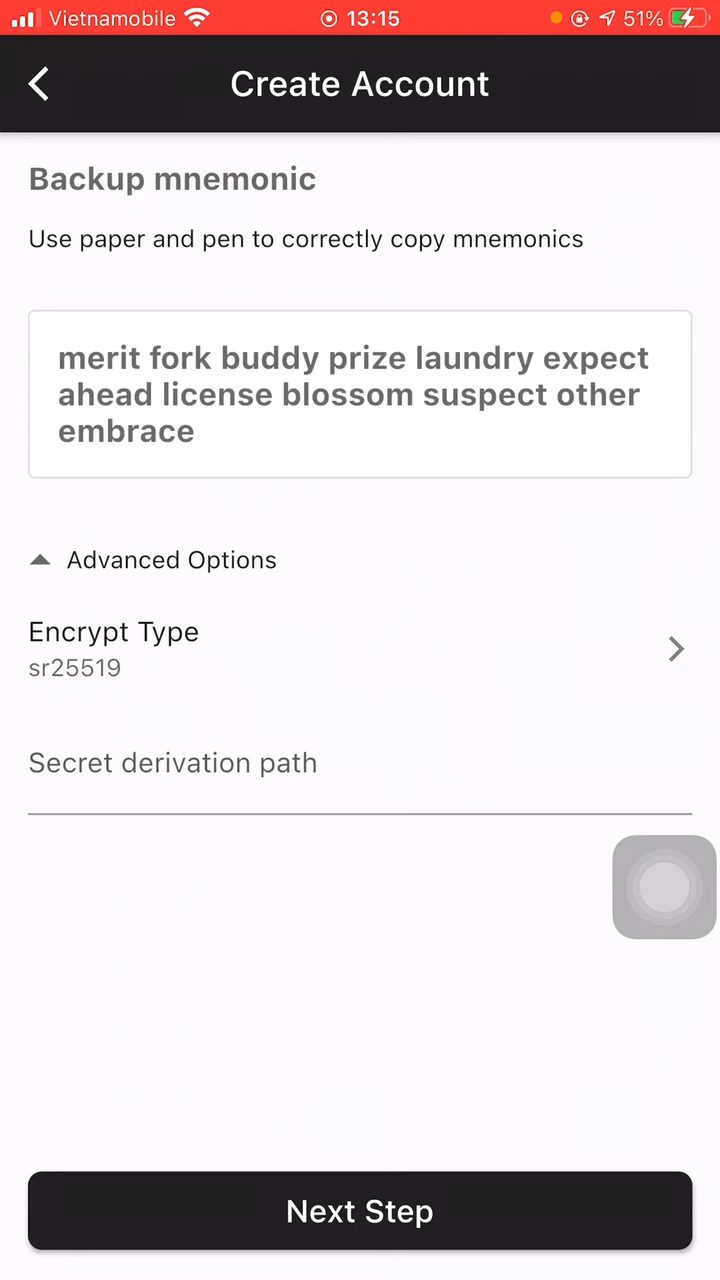 Vietnamobile 13:15 51%
Create Account
Backup mnemonic
Use paper and pen to correctly copy mnemonics
merit fork buddy prize laundry expect
ahead license blossom suspect other
embrace
Advanced Options
Encrypt Type
sr25519
Secret derivation path
Next Step